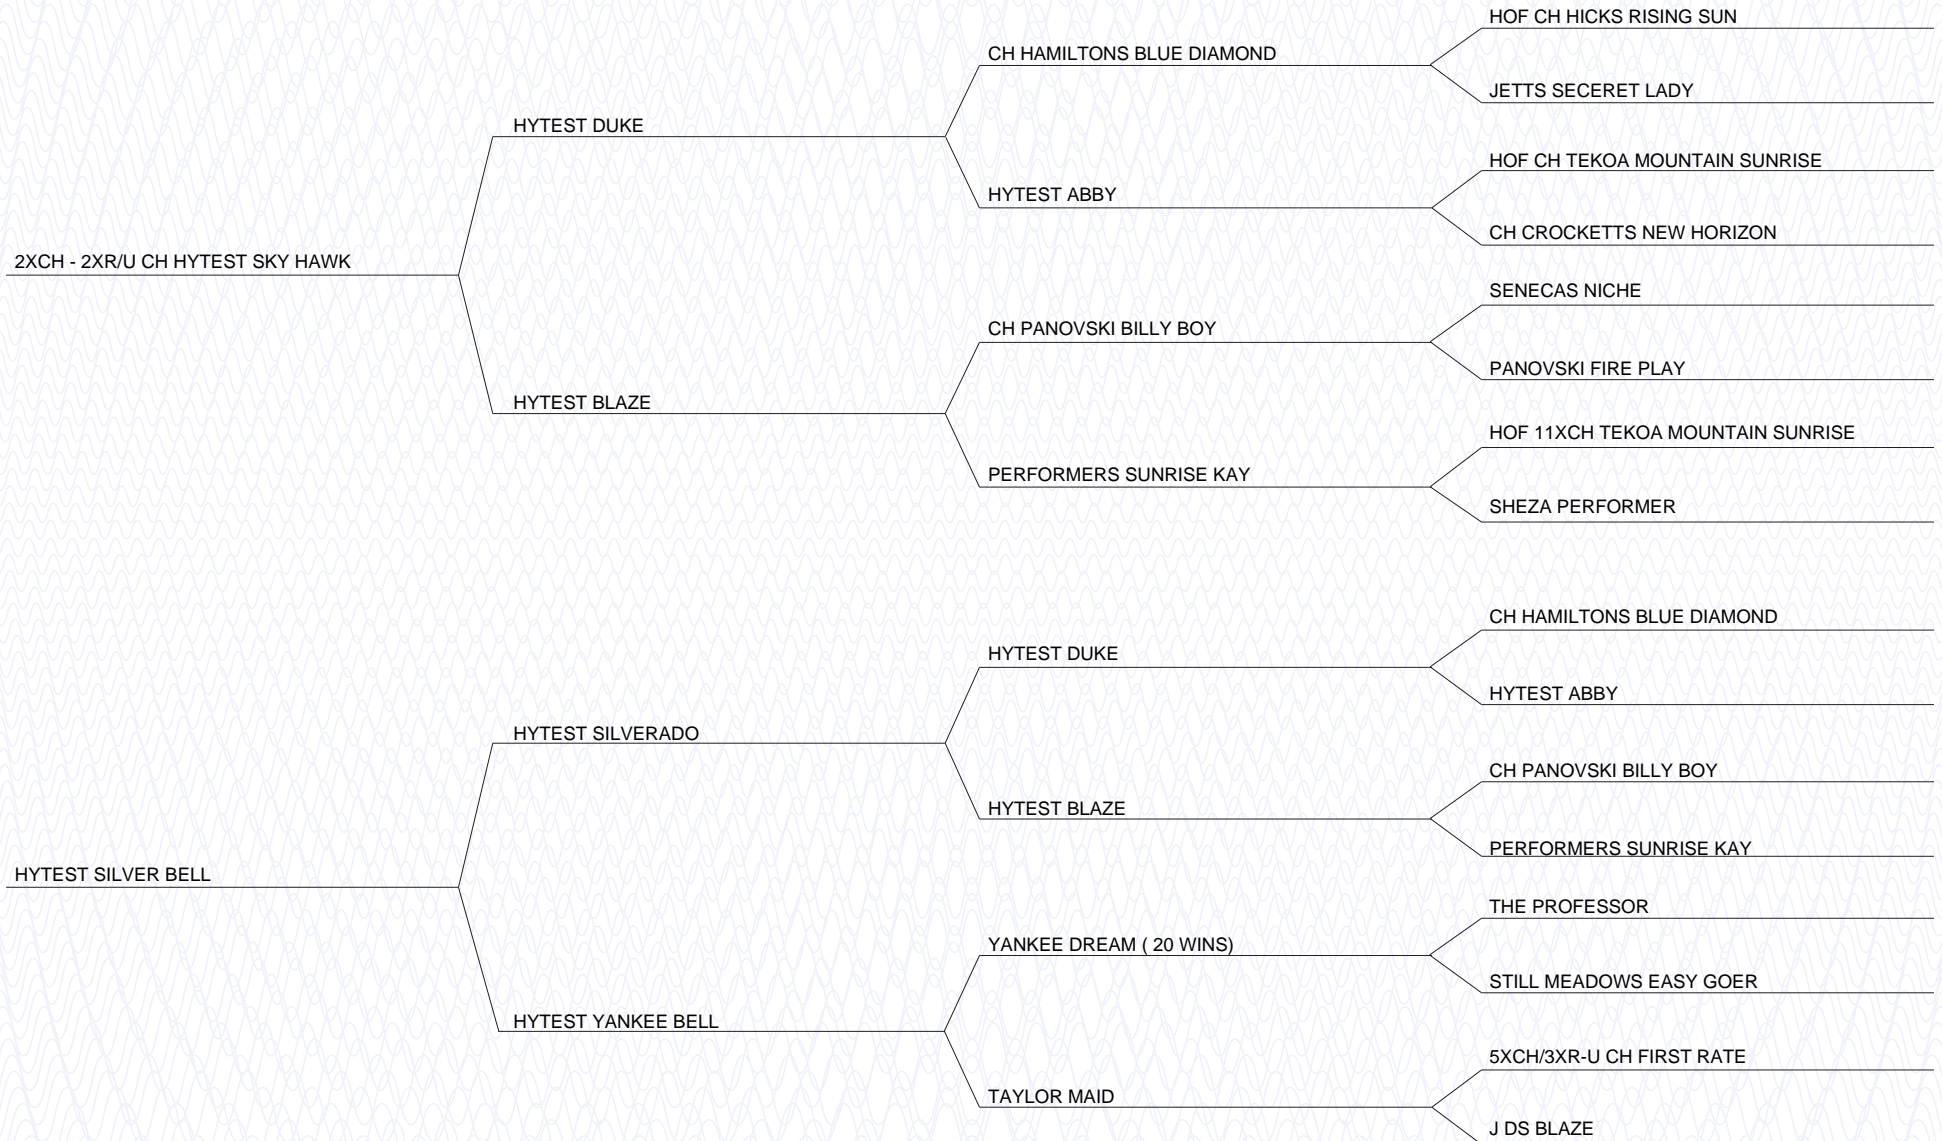 HOF CH HICKS RISING SUN
CH HAMILTONS BLUE DIAMOND
JETTS SECERET LADY
HYTEST DUKE
HOF CH TEKOA MOUNTAIN SUNRISE
HYTEST ABBY
CH CROCKETTS NEW HORIZON
2XCH - 2XR/U CH HYTEST SKY HAWK
SENECAS NICHE
CH PANOVSKI BILLY BOY
PANOVSKI FIRE PLAY
HYTEST BLAZE
HOF 11XCH TEKOA MOUNTAIN SUNRISE
PERFORMERS SUNRISE KAY
SHEZA PERFORMER
CH HAMILTONS BLUE DIAMOND
HYTEST DUKE
HYTEST ABBY
HYTEST SILVERADO
CH PANOVSKI BILLY BOY
HYTEST BLAZE
PERFORMERS SUNRISE KAY
HYTEST SILVER BELL
THE PROFESSOR
YANKEE DREAM ( 20 WINS)
STILL MEADOWS EASY GOER
HYTEST YANKEE BELL
5XCH/3XR-U CH FIRST RATE
TAYLOR MAID
J DS BLAZE